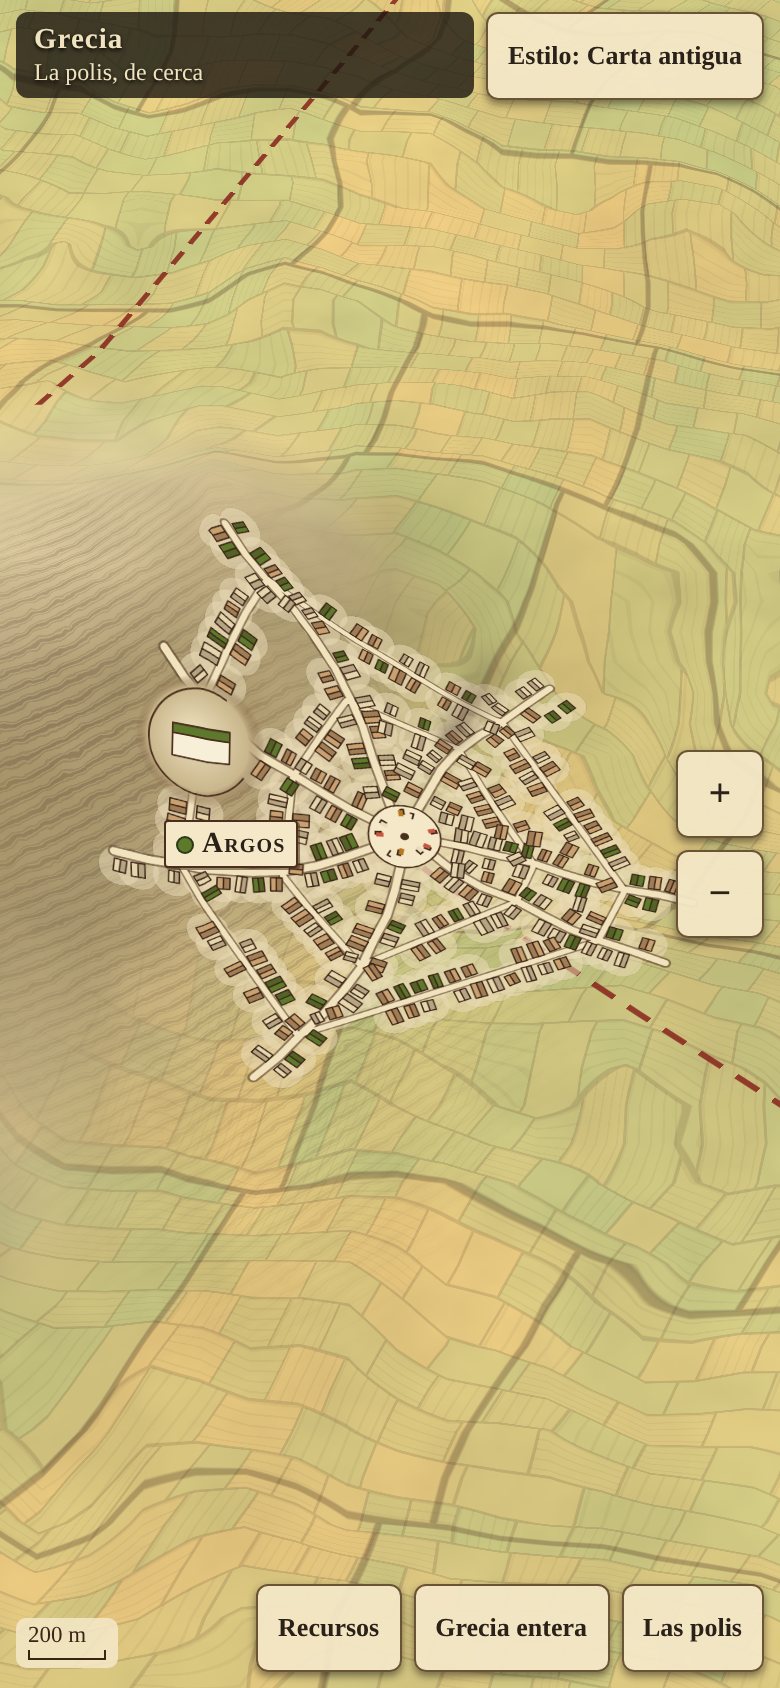 Grecia
La polis, de cerca
Estilo: Carta antigua
+
−
Argos
200 m
Recursos
Grecia entera
Las polis